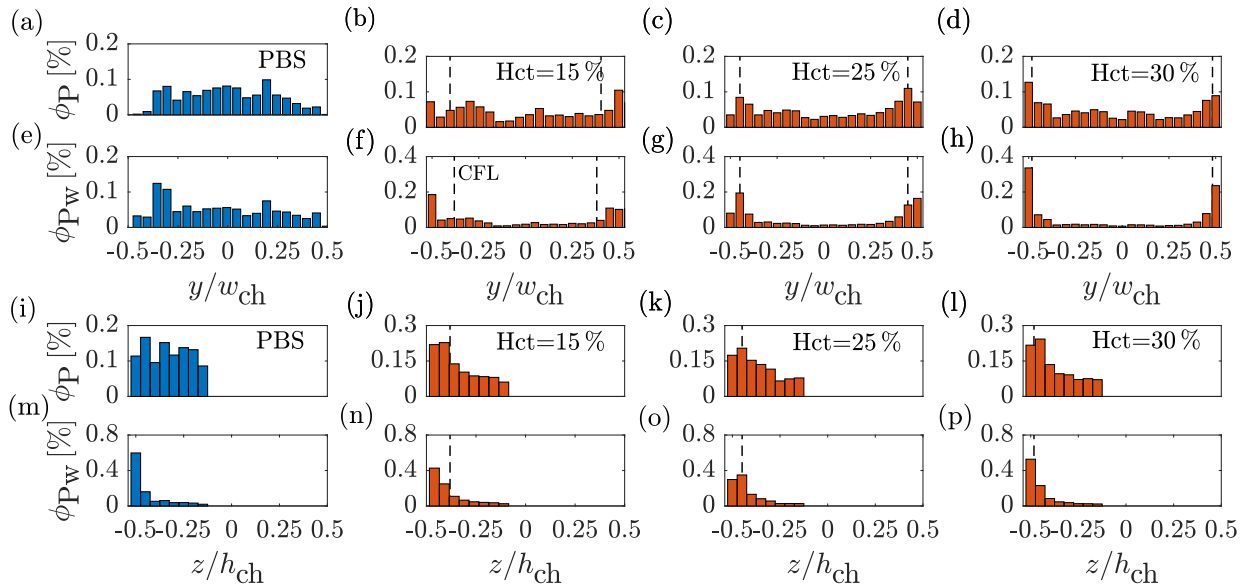 (a) (b) (c) (d)
ϕP [%] 0.2 0.1 0 PBS
0.2 0.1 0 Hct=15 %
0.2 0.1 0 Hct=25 %
0.2 0.1 0 Hct=30 %
(e) (f) (g) (h)
ϕPw [%] 0.2 0.1 0
0.4 0.2 0 CFL
0.4 0.2 0
0.4 0.2 0
-0.5 0.25 0 0.25 0.5
-0.5 0.25 0 0.25 0.5
-0.5 0.25 0 0.25 0.5
-0.5 0.25 0 0.25 0.5
y/wch y/wch y/wch y/wch
(i) (j) (k) (l)
ϕP [%] 0.2 0.1 0 PBS
0.3 0.15 0 Hct=15 %
0.3 0.15 0 Hct=25 %
0.3 0.15 0 Hct=30 %
(m) (n) (o) (p)
ϕPw [%] 0.8 0.4 0
0.8 0.4 0
0.8 0.4 0
0.8 0.4 0
-0.5 0.25 0 0.25 0.5
-0.5 0.25 0 0.25 0.5
-0.5 0.25 0 0.25 0.5
-0.5 0.25 0 0.25 0.5
z/hch z/hch z/hch z/hch